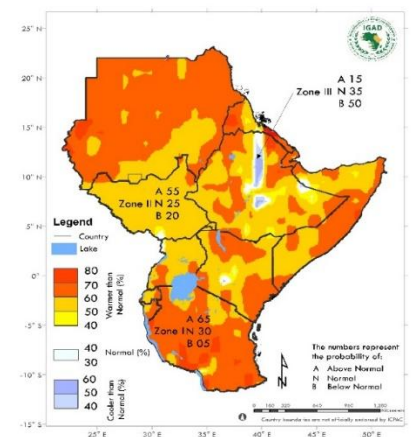 IGAD
25° N
20° N
15° N
10° N
5° N
0°
-5° S
-10° S
-15° S
A 15
Zone III N 35
B 50
A 55
Zone II N 25
B 20
A 65
Zone I N 30
B 05
Legend
Country
Lake
80
70
60
50
40
Warmer than
Normal (%)
40
30
Normal (%)
60
50
40
Cooler than
Normal (%)
The numbers represent
the probability of:
A Above Normal
N Normal
B Below Normal
N
Country boundaries are not officially endorsed by ICPAC
25° E
30° E
35° E
40° E
45° E
50° E